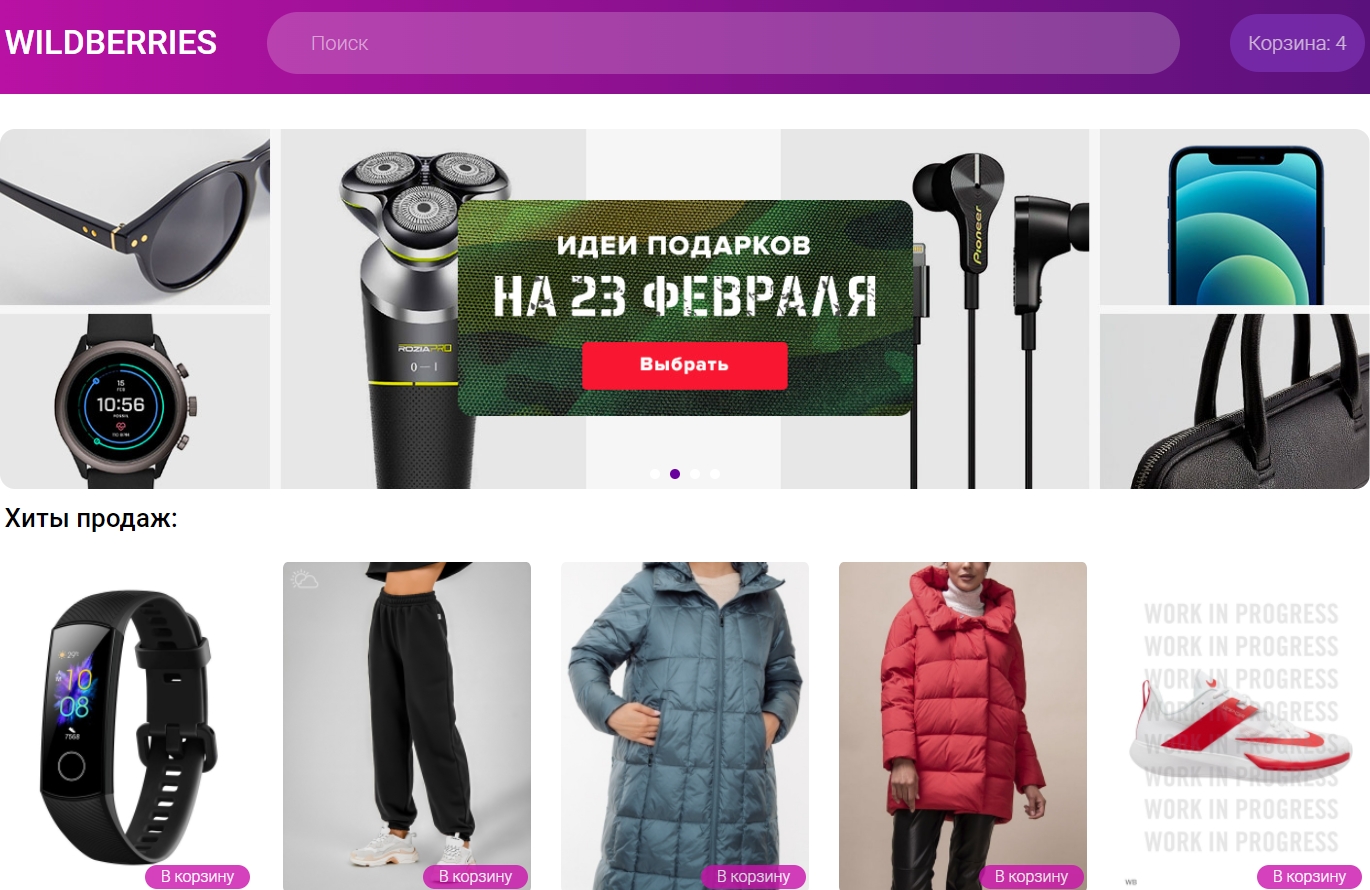 WILDBERRIES
Поиск
Корзина: 4
ИДЕИ ПОДАРКОВ
НА 23 ФЕВРАЛЯ
Выбрать
ROZIAPRO
0 — I
Pioneer
15
FEB
10:56
FOSSIL
Хиты продаж:
29°
10
08
7568
WORK IN PROGRESS
WORK IN PROGRESS
WORK IN PROGRESS
WORK IN PROGRESS
WORK IN PROGRESS
WORK IN PROGRESS
WORK IN PROGRESS
WORK IN PROGRESS
WB
В корзину
В корзину
В корзину
В корзину
В корзину